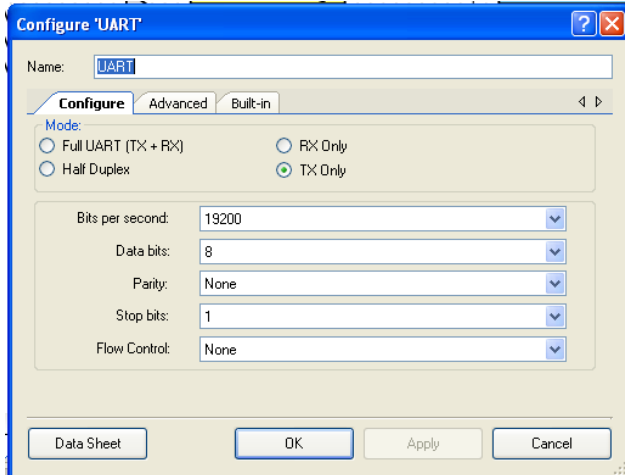 Configure 'UART'
Name: UART
Configure Advanced Built-in
Mode:
Full UART (TX + RX) RX Only
Half Duplex TX Only
Bits per second: 19200
Data bits: 8
Parity: None
Stop bits: 1
Flow Control: None
Data Sheet OK Apply Cancel